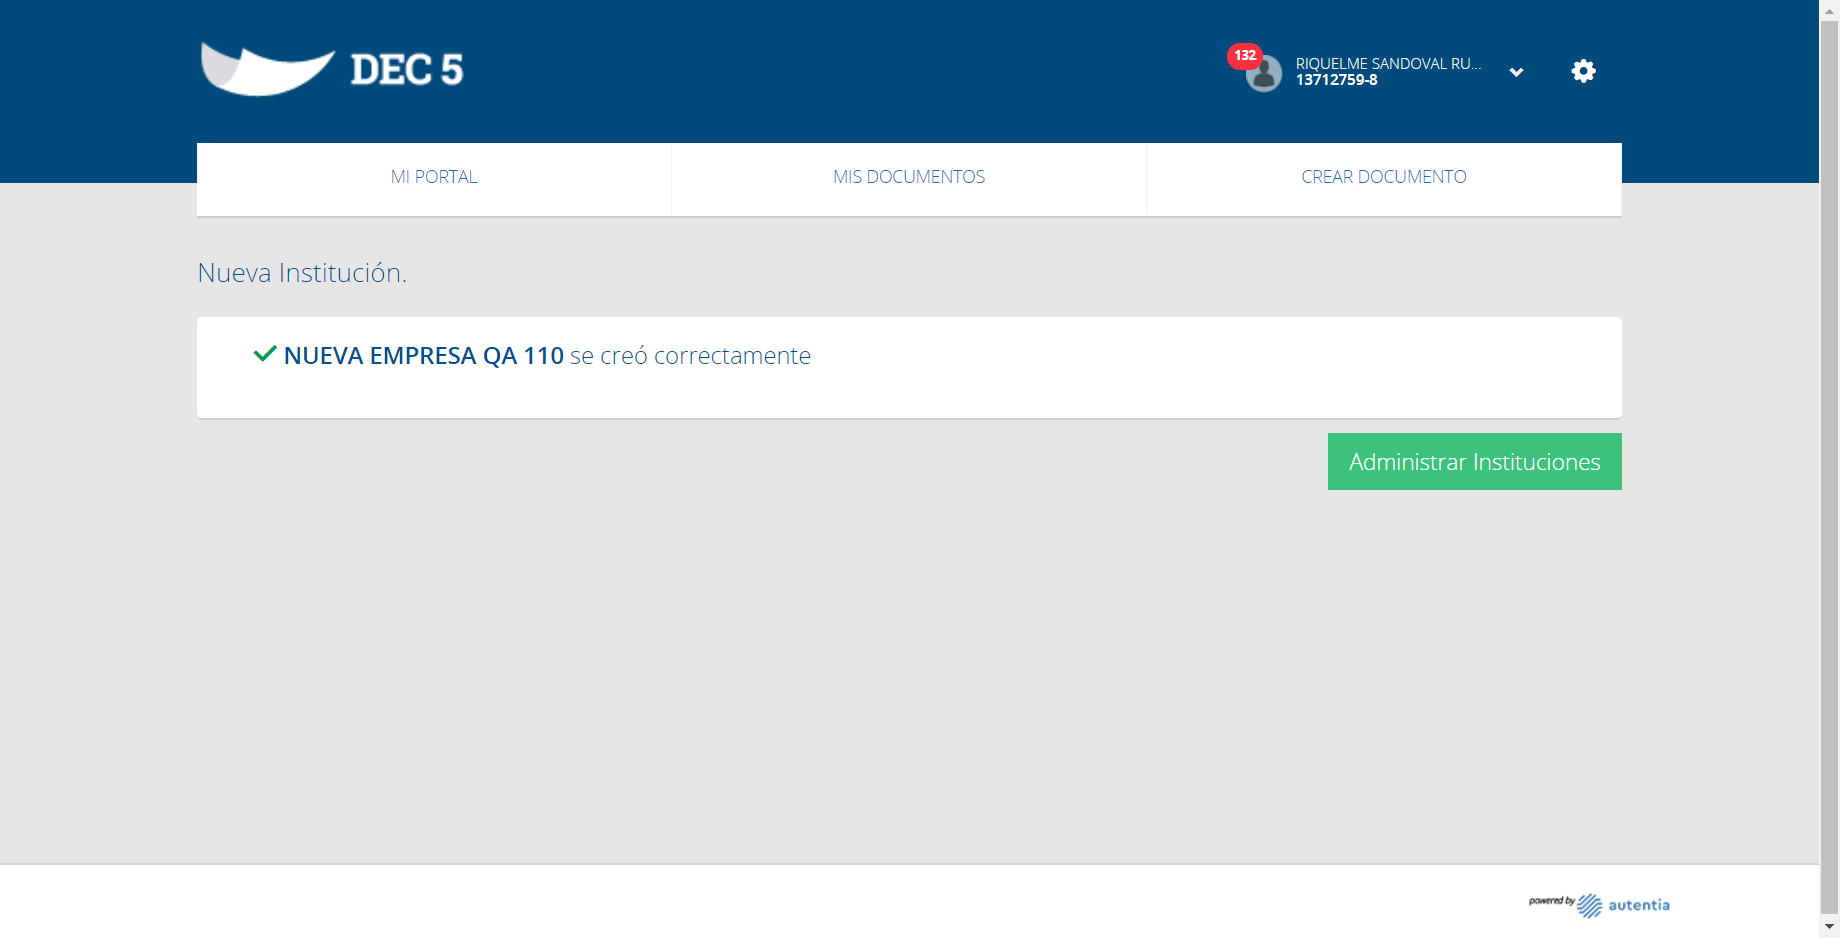 DEC 5
132
RIQUELME SANDOVAL RU...
13712759-8
MI PORTAL
MIS DOCUMENTOS
CREAR DOCUMENTO
Nueva Institución.
NUEVA EMPRESA QA 110 se creó correctamente
Administrar Instituciones
powered by autentia